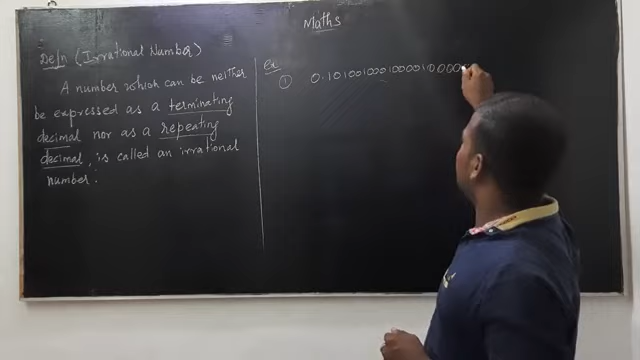 Maths
Defn (Irrational Number)
A number which can be neither
be expressed as a terminating
decimal nor as a repeating
decimal, is called an irrational
number.
Ex
① 0.10100100010000100000